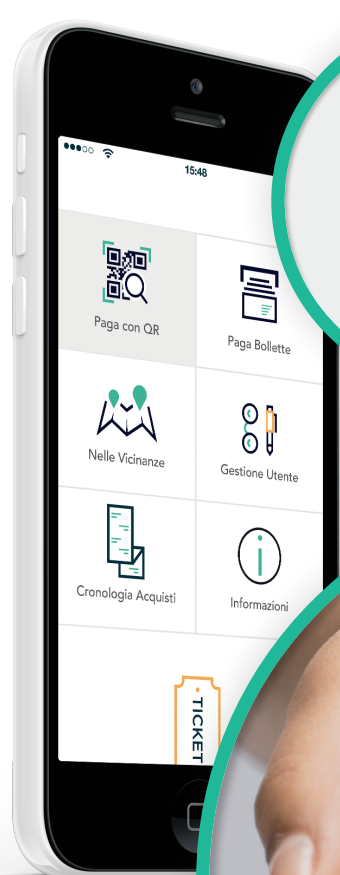 15:48
Paga con QR
Paga Bollette
Nelle Vicinanze
Gestione Utente
Cronologia Acquisti
Informazioni
TICKET